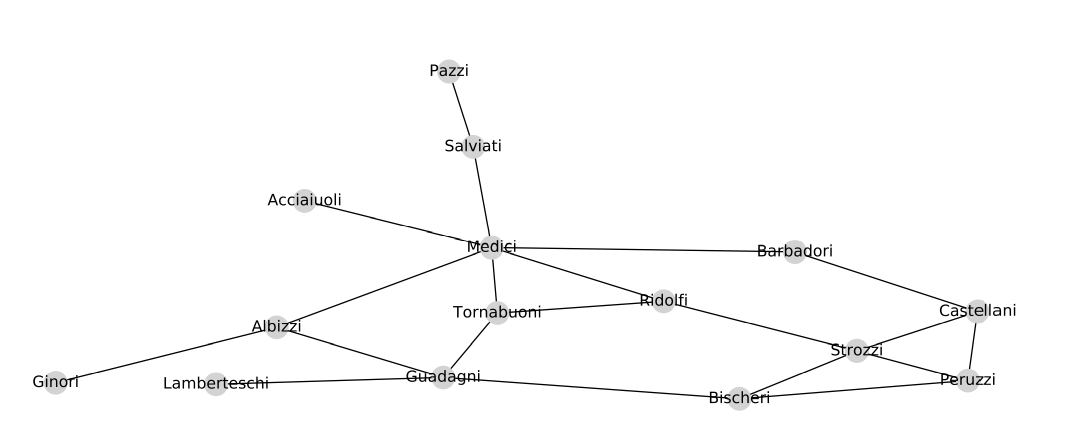 Pazzi
Salviati
Acciaiuoli
Medici
Barbadori
Ridolfi
Tornabuoni
Castellani
Albizzi
Strozzi
Guadagni
Peruzzi
Ginori
Lamberteschi
Bischeri